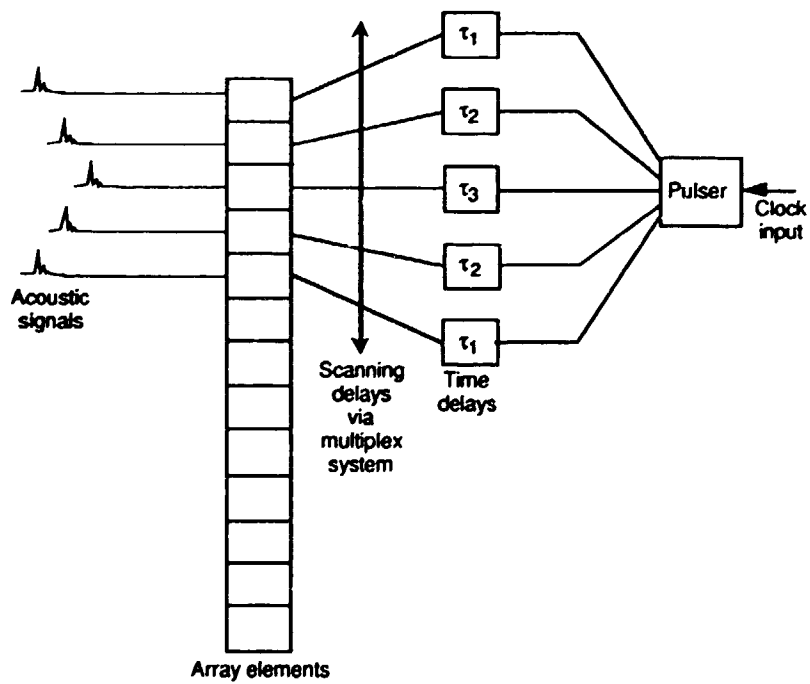 τ1
τ2
τ3
τ2
τ1
Pulser
Clock
input
Acoustic
signals
Scanning
delays
via
multiplex
system
Time
delays
Array elements